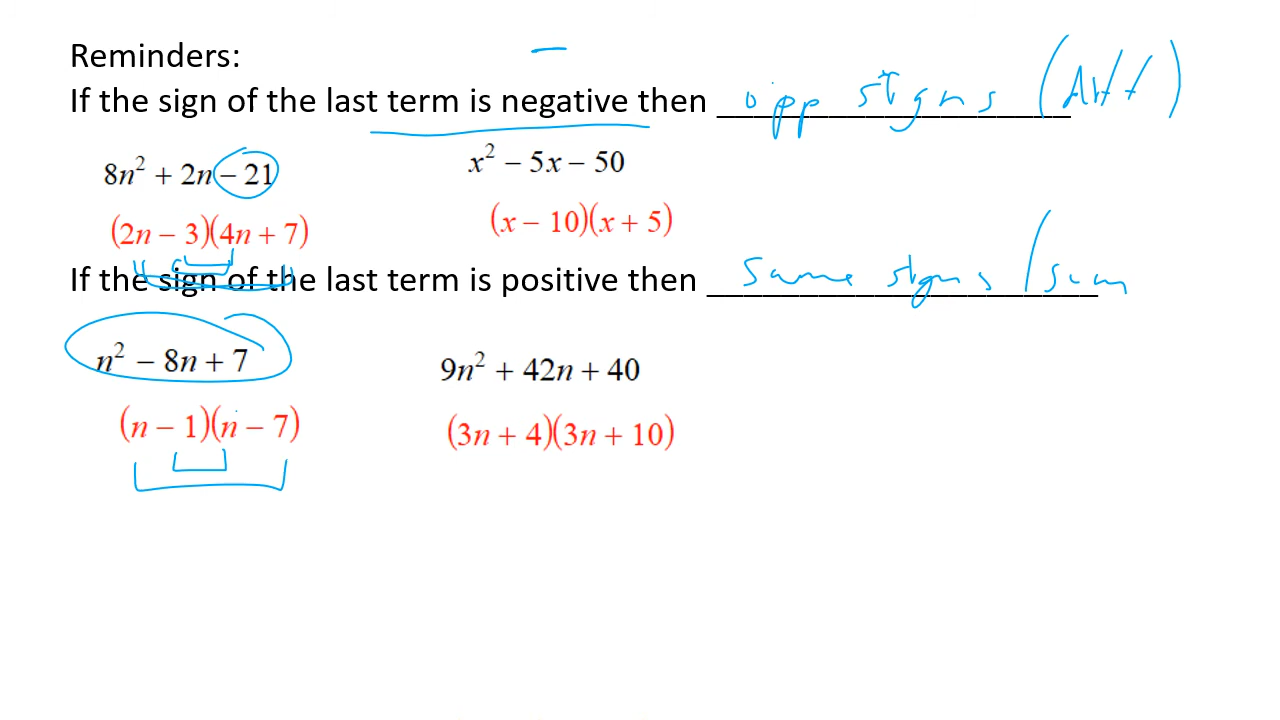 Reminders:
If the sign of the last term is negative then opp signs (diff)
8n² + 2n − 21
x² − 5x − 50
(2n − 3)(4n + 7)
(x − 10)(x + 5)
If the sign of the last term is positive then same signs / sum
n² − 8n + 7
9n² + 42n + 40
(n − 1)(n − 7)
(3n + 4)(3n + 10)